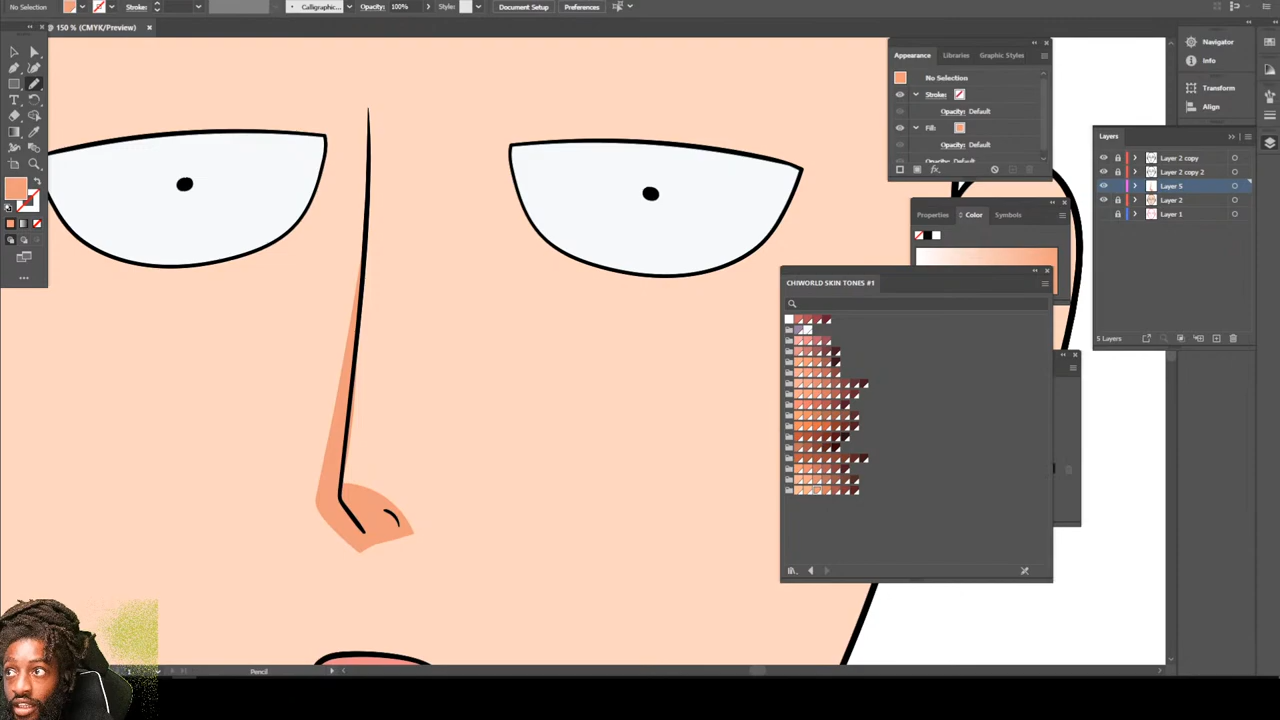 No Selection
Stroke:
Calligraphic...
Opacity: 100%
Style:
Document Setup
Preferences
150 % (CMYK/Preview)
Appearance
Libraries
Graphic Styles
No Selection
Stroke:
Opacity: Default
Fill:
Opacity: Default
Navigator
Info
Transform
Align
Layers
Layer 2 copy
Layer 2 copy 2
Layer 5
Layer 2
Layer 1
5 Layers
Properties
Color
Symbols
CHIWORLD SKIN TONES #1
Pencil